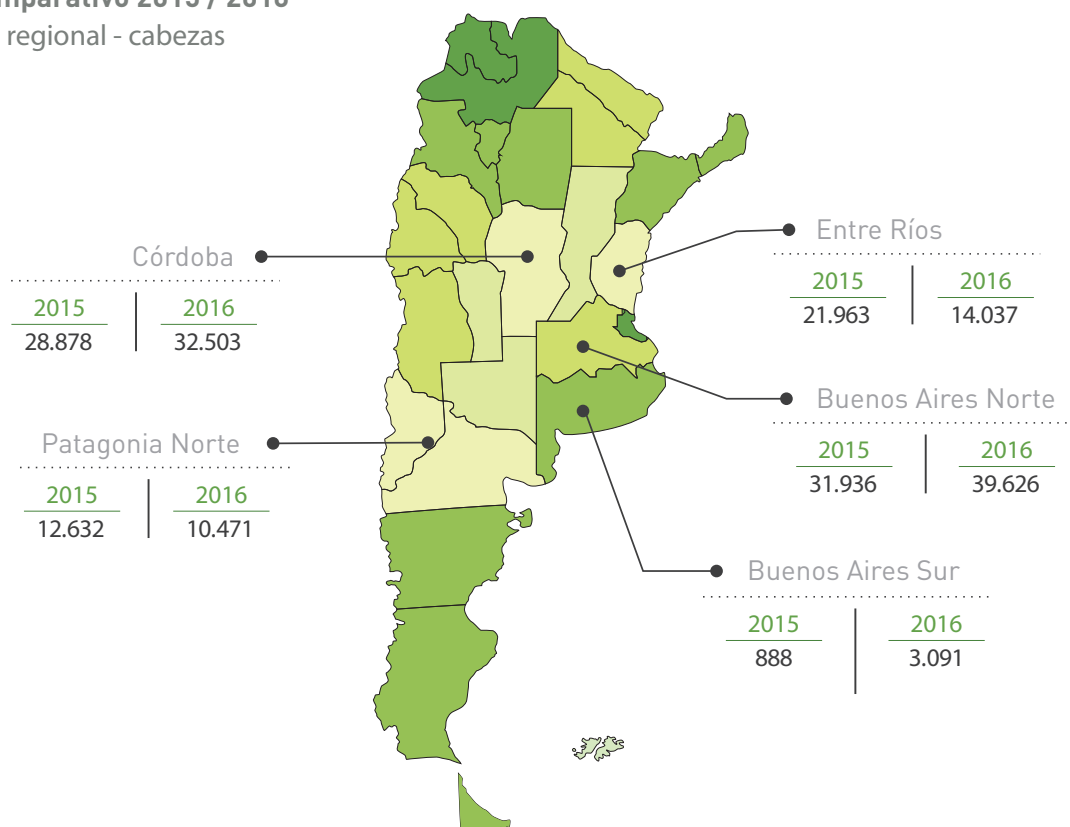 regional - cabezas
Córdoba
2015 2016
28.878 32.503
Entre Ríos
2015 2016
21.963 14.037
Buenos Aires Norte
2015 2016
31.936 39.626
Patagonia Norte
2015 2016
12.632 10.471
Buenos Aires Sur
2015 2016
888 3.091